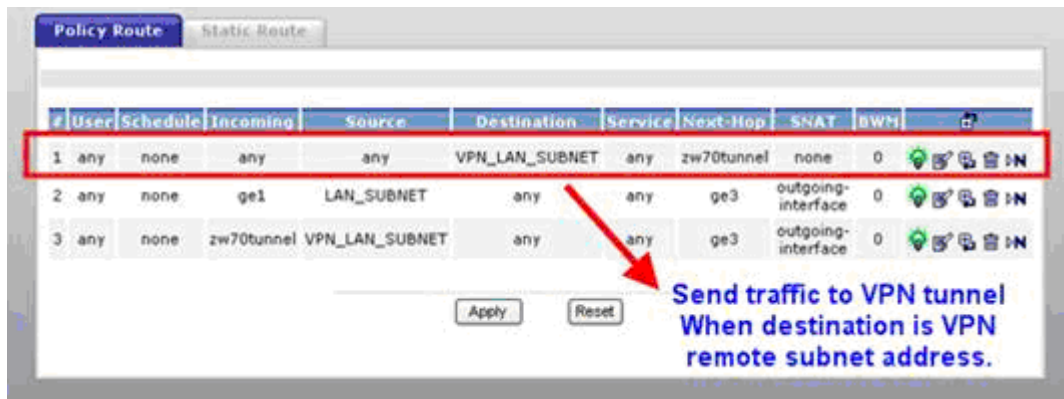 Policy Route Static Route
# User Schedule Incoming Source Destination Service Next-Hop SNAT BWM
1 any none any any VPN_LAN_SUBNET any zw70tunnel none 0 N
2 any none ge1 LAN_SUBNET any any ge3 outgoing-interface 0 N
3 any none zw70tunnel VPN_LAN_SUBNET any any ge3 outgoing-interface 0 N
Apply Reset
Send traffic to VPN tunnel
When destination is VPN
remote subnet address.